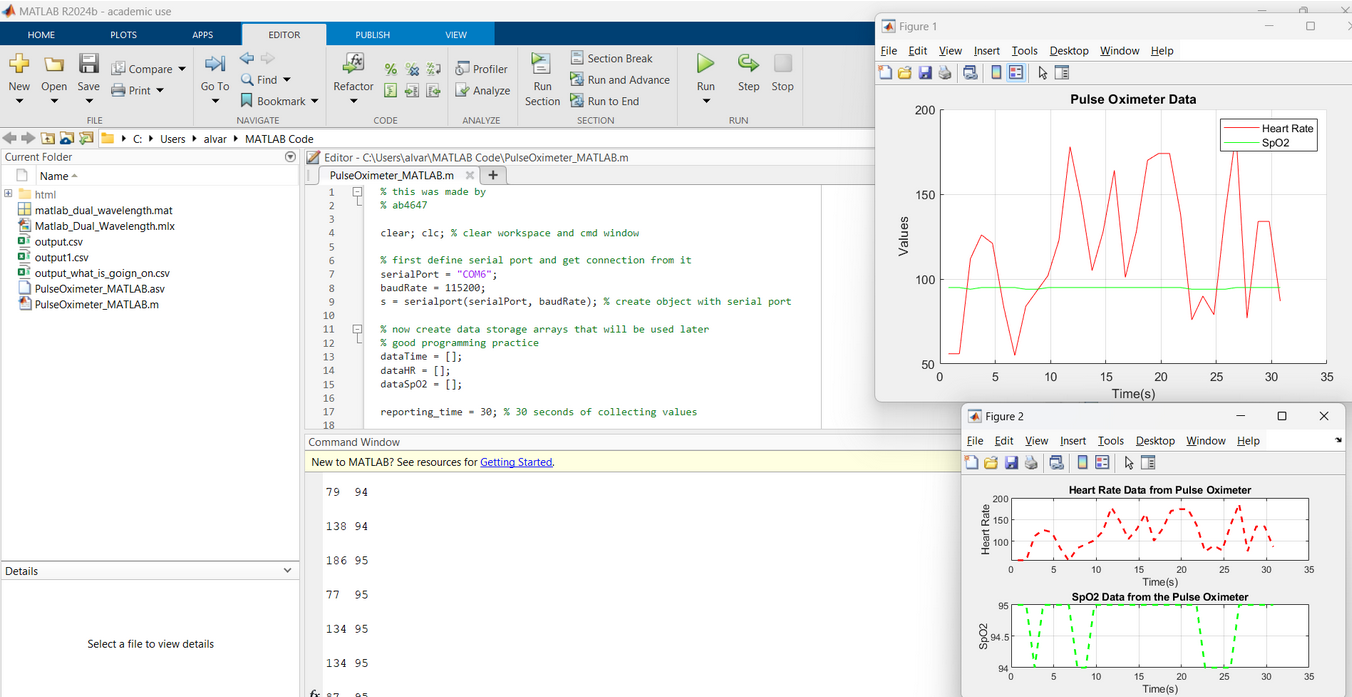 MATLAB R2024b - academic use
HOME PLOTS APPS EDITOR PUBLISH VIEW
New Open Save Compare Print
Go To Find Bookmark
Refactor
Profiler Analyze
Run Section Section Break Run and Advance Run to End
Run Step Stop
FILE NAVIGATE CODE ANALYZE SECTION RUN
C: Users alvar MATLAB Code
Current Folder
Name
html
matlab_dual_wavelength.mat
Matlab_Dual_Wavelength.mlx
output.csv
output1.csv
output_what_is_goign_on.csv
PulseOximeter_MATLAB.asv
PulseOximeter_MATLAB.m
Details
Select a file to view details
Editor - C:\Users\alvar\MATLAB Code\PulseOximeter_MATLAB.m
PulseOximeter_MATLAB.m
1 % this was made by
2 % ab4647
3
4 clear; clc; % clear workspace and cmd window
5
6 % first define serial port and get connection from it
7 serialPort = "COM6";
8 baudRate = 115200;
9 s = serialport(serialPort, baudRate); % create object with serial port
10
11 % now create data storage arrays that will be used later
12 % good programming practice
13 dataTime = [];
14 dataHR = [];
15 dataSpO2 = [];
16
17 reporting_time = 30; % 30 seconds of collecting values
18
Command Window
New to MATLAB? See resources for Getting Started.
79 94
138 94
186 95
77 95
134 95
134 95
fx 87 95
Figure 1
File Edit View Insert Tools Desktop Window Help
Pulse Oximeter Data
Heart Rate
SpO2
200
150
100
50
Values
0 5 10 15 20 25 30 35
Time(s)
Figure 2
File Edit View Insert Tools Desktop Window Help
Heart Rate Data from Pulse Oximeter
200
150
100
Heart Rate
0 5 10 15 20 25 30 35
Time(s)
SpO2 Data from the Pulse Oximeter
95
94.5
94
SpO2
0 5 10 15 20 25 30 35
Time(s)